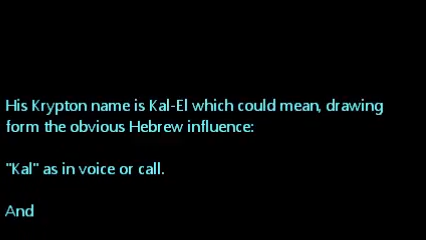 His Krypton name is Kal-El which could mean, drawing
form the obvious Hebrew influence:
"Kal" as in voice or call.
And